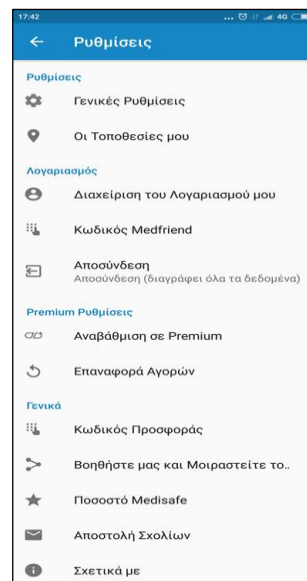 17:42
... 4G
Ρυθμίσεις
Ρυθμίσεις
Γενικές Ρυθμίσεις
Οι Τοποθεσίες μου
Λογαριασμός
Διαχείριση του Λογαριασμού μου
Κωδικός Medfriend
Αποσύνδεση
Αποσύνδεση (διαγράφει όλα τα δεδομένα)
Premium Ρυθμίσεις
Αναβάθμιση σε Premium
Επαναφορά Αγορών
Γενικά
Κωδικός Προσφοράς
Βοηθήστε μας και Μοιραστείτε το..
Ποσοστό Medisafe
Αποστολή Σχολίων
Σχετικά με